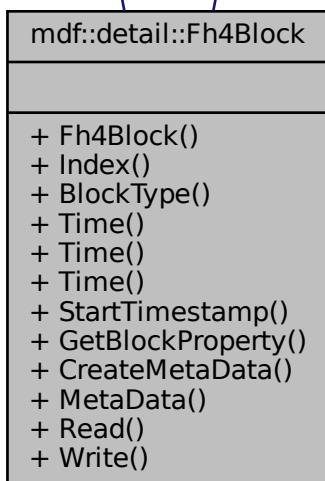 mdf::detail::Fh4Block
+ Fh4Block()
+ Index()
+ BlockType()
+ Time()
+ Time()
+ Time()
+ StartTimestamp()
+ GetBlockProperty()
+ CreateMetaData()
+ MetaData()
+ Read()
+ Write()